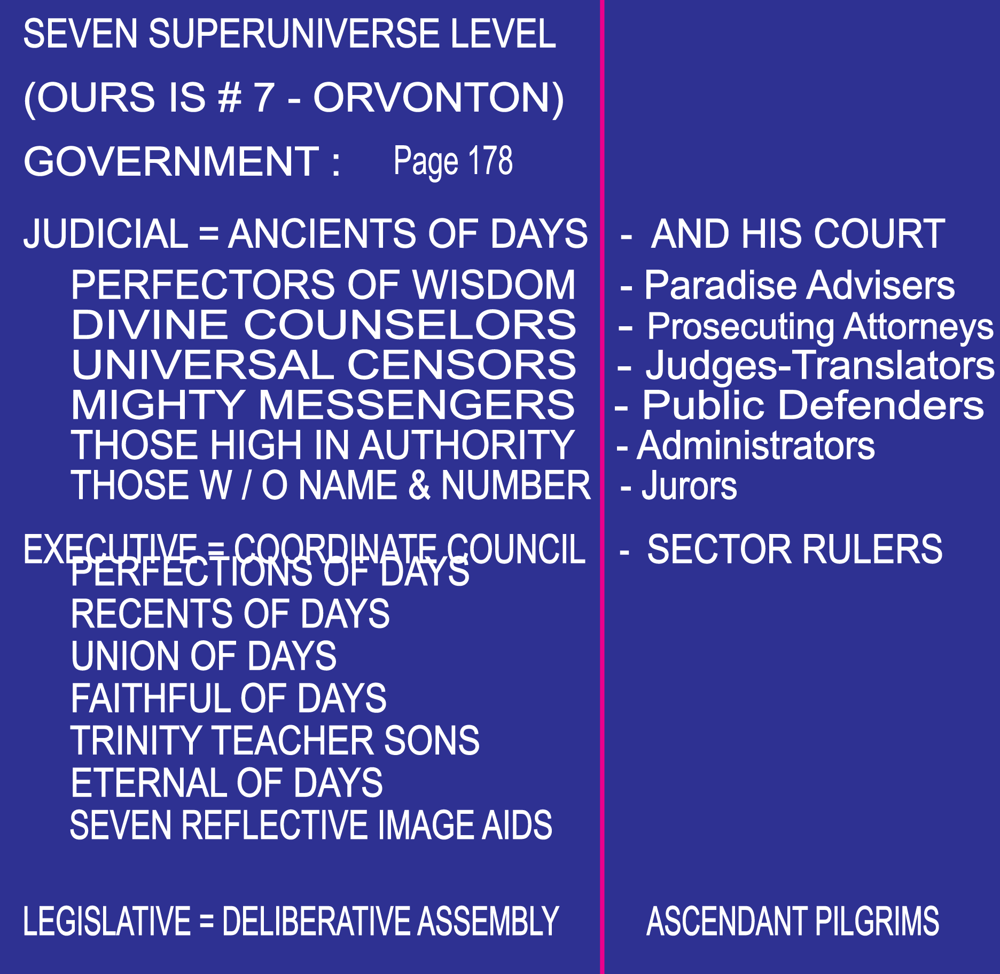 SEVEN SUPERUNIVERSE LEVEL
(OURS IS # 7 - ORVONTON)
GOVERNMENT : Page 178
JUDICIAL = ANCIENTS OF DAYS - AND HIS COURT
PERFECTORS OF WISDOM - Paradise Advisers
DIVINE COUNSELORS - Prosecuting Attorneys
UNIVERSAL CENSORS - Judges-Translators
MIGHTY MESSENGERS - Public Defenders
THOSE HIGH IN AUTHORITY - Administrators
THOSE W / O NAME & NUMBER - Jurors
EXECUTIVE = COORDINATE COUNCIL - SECTOR RULERS
PERFECTIONS OF DAYS
RECENTS OF DAYS
UNION OF DAYS
FAITHFUL OF DAYS
TRINITY TEACHER SONS
ETERNAL OF DAYS
SEVEN REFLECTIVE IMAGE AIDS
LEGISLATIVE = DELIBERATIVE ASSEMBLY ASCENDANT PILGRIMS